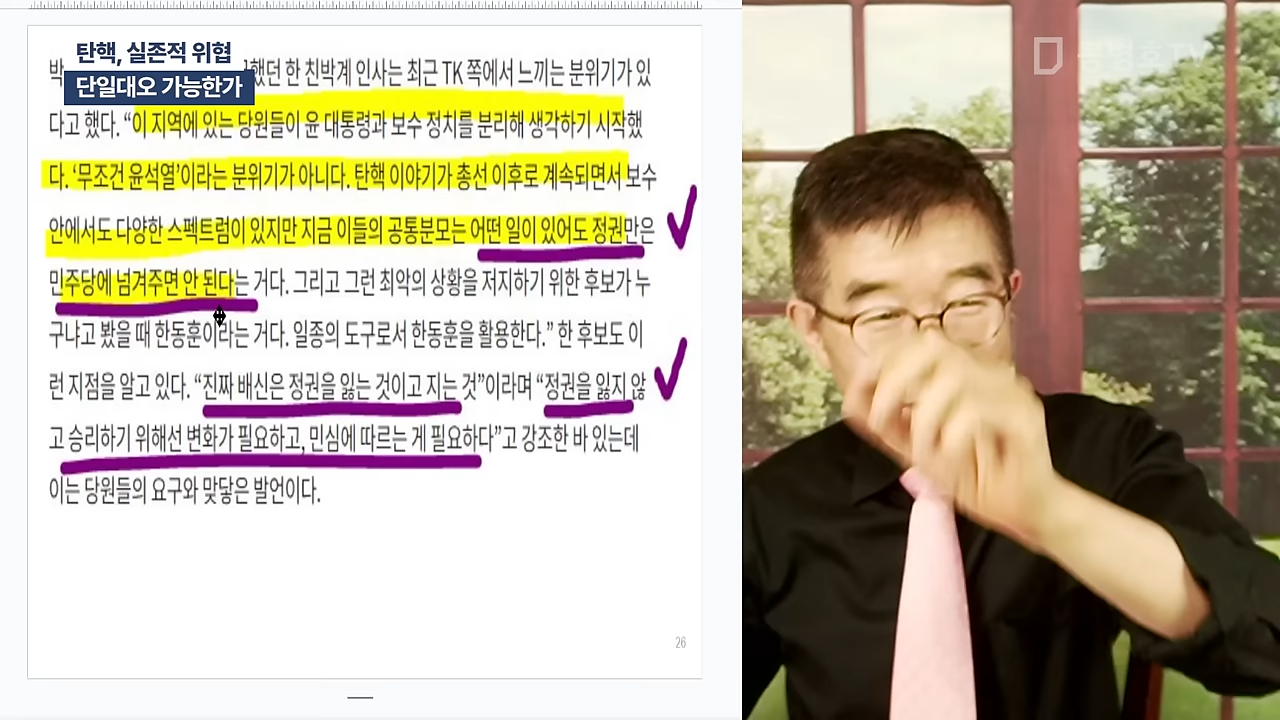 탄핵, 실존적 위협
단일대오 가능한가
박 했던 한 친박계 인사는 최근 TK 쪽에서 느끼는 분위기가 있
다고 했다. “이 지역에 있는 당원들이 윤 대통령과 보수 정치를 분리해 생각하기 시작했
다. ‘무조건 윤석열’이라는 분위기가 아니다. 탄핵 이야기가 총선 이후로 계속되면서 보수
안에서도 다양한 스펙트럼이 있지만 지금 이들의 공통분모는 어떤 일이 있어도 정권만은
민주당에 넘겨주면 안 된다는 거다. 그리고 그런 최악의 상황을 저지하기 위한 후보가 누
구냐고 봤을 때 한동훈이라는 거다. 일종의 도구로서 한동훈을 활용한다.” 한 후보도 이
런 지점을 알고 있다. “진짜 배신은 정권을 잃는 것이고 지는 것”이라며 “정권을 잃지 않
고 승리하기 위해선 변화가 필요하고, 민심에 따르는 게 필요하다”고 강조한 바 있는데
이는 당원들의 요구와 맞닿은 발언이다.
26
공병호TV